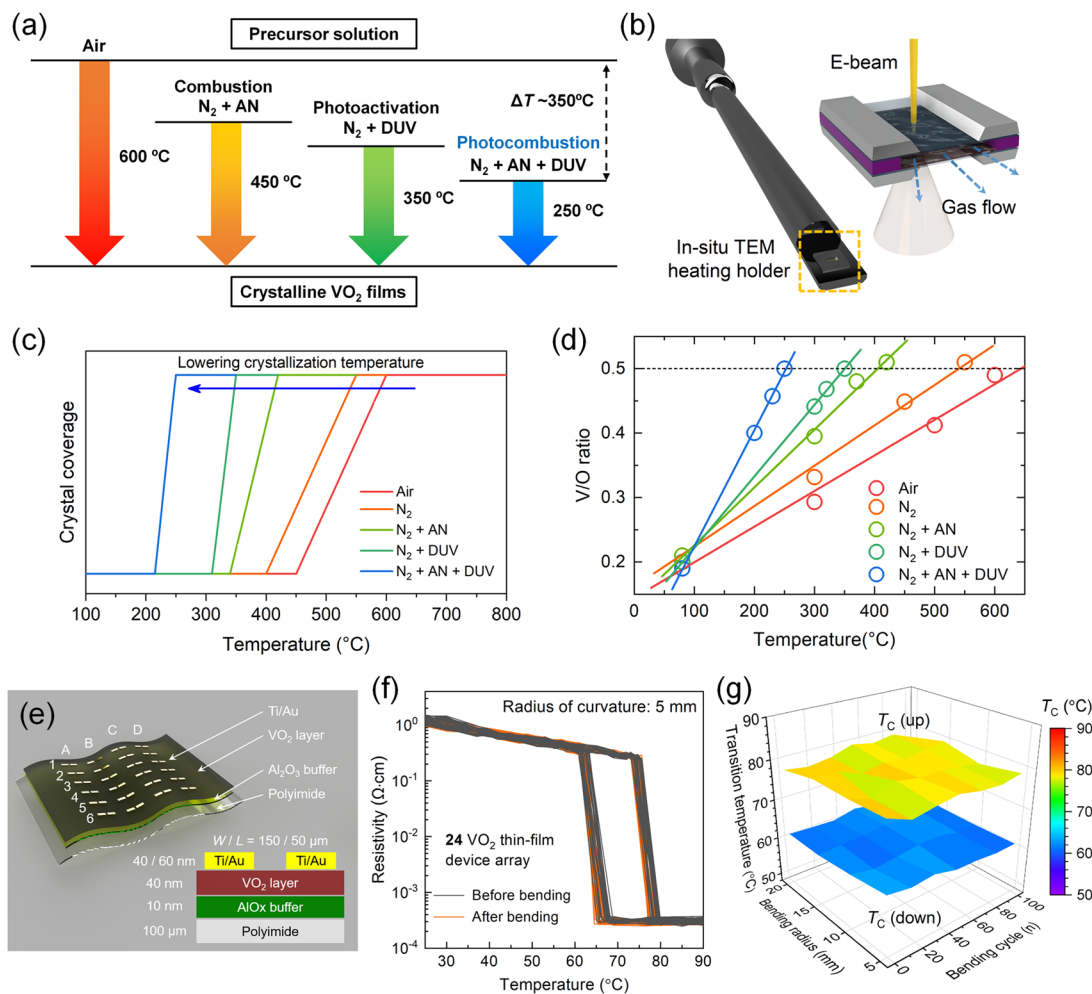 (a)
Precursor solution
Air
Combustion
N₂ + AN
Photoactivation
N₂ + DUV
ΔT ~350ºC
Photocombustion
N₂ + AN + DUV
600 ºC
450 ºC
350 ºC
250 ºC
Crystalline VO₂ films
(b)
E-beam
Gas flow
In-situ TEM
heating holder
(c)
Lowering crystallization temperature
Crystal coverage
Air
N₂
N₂ + AN
N₂ + DUV
N₂ + AN + DUV
100 200 300 400 500 600 700 800
Temperature (°C)
(d)
V/O ratio
0.5
0.4
0.3
0.2
Air
N₂
N₂ + AN
N₂ + DUV
N₂ + AN + DUV
0 100 200 300 400 500 600
Temperature(°C)
(e)
A B C D
1
2
3
4
5
6
Ti/Au
VO₂ layer
Al₂O₃ buffer
Polyimide
W / L = 150 / 50 µm
40 / 60 nm Ti/Au Ti/Au
40 nm VO₂ layer
10 nm AlOx buffer
100 µm Polyimide
(f)
Radius of curvature: 5 mm
Resistivity (Ω·cm)
10⁰
10⁻¹
10⁻²
10⁻³
10⁻⁴
24 VO₂ thin-film
device array
Before bending
After bending
30 40 50 60 70 80 90
Temperature (°C)
(g)
Transition temperature (°C)
90
80
70
60
50
T_C (up)
T_C (down)
20 15 10 5
Bending radius (mm)
0 20 40 60 80 100
Bending cycle (n)
T_C (°C)
90
80
70
60
50